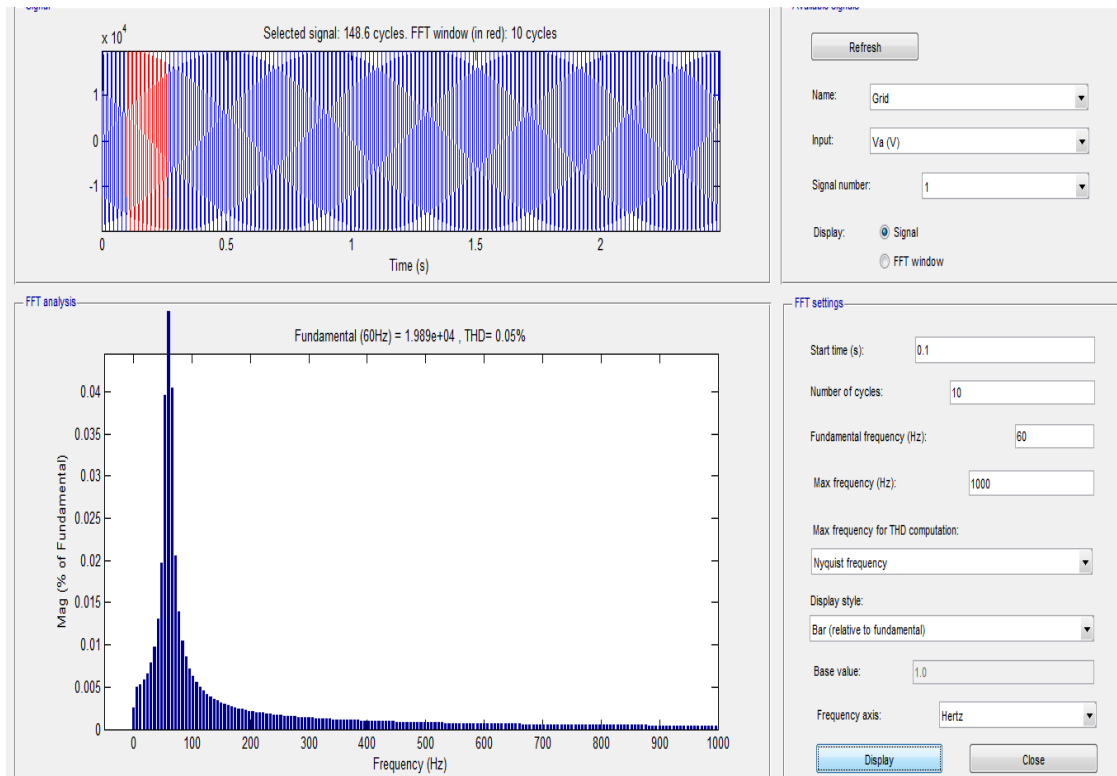 Signal
Selected signal: 148.6 cycles. FFT window (in red): 10 cycles
x 10^4
1
0
-1
0 0.5 1 1.5 2
Time (s)
FFT analysis
Fundamental (60Hz) = 1.989e+04 , THD= 0.05%
Mag (% of Fundamental)
0.04
0.035
0.03
0.025
0.02
0.015
0.01
0.005
0
0 100 200 300 400 500 600 700 800 900 1000
Frequency (Hz)
Available signals
Refresh
Name: Grid
Input: Va (V)
Signal number: 1
Display: Signal
FFT window
FFT settings
Start time (s): 0.1
Number of cycles: 10
Fundamental frequency (Hz): 60
Max frequency (Hz): 1000
Max frequency for THD computation:
Nyquist frequency
Display style:
Bar (relative to fundamental)
Base value: 1.0
Frequency axis: Hertz
Display Close